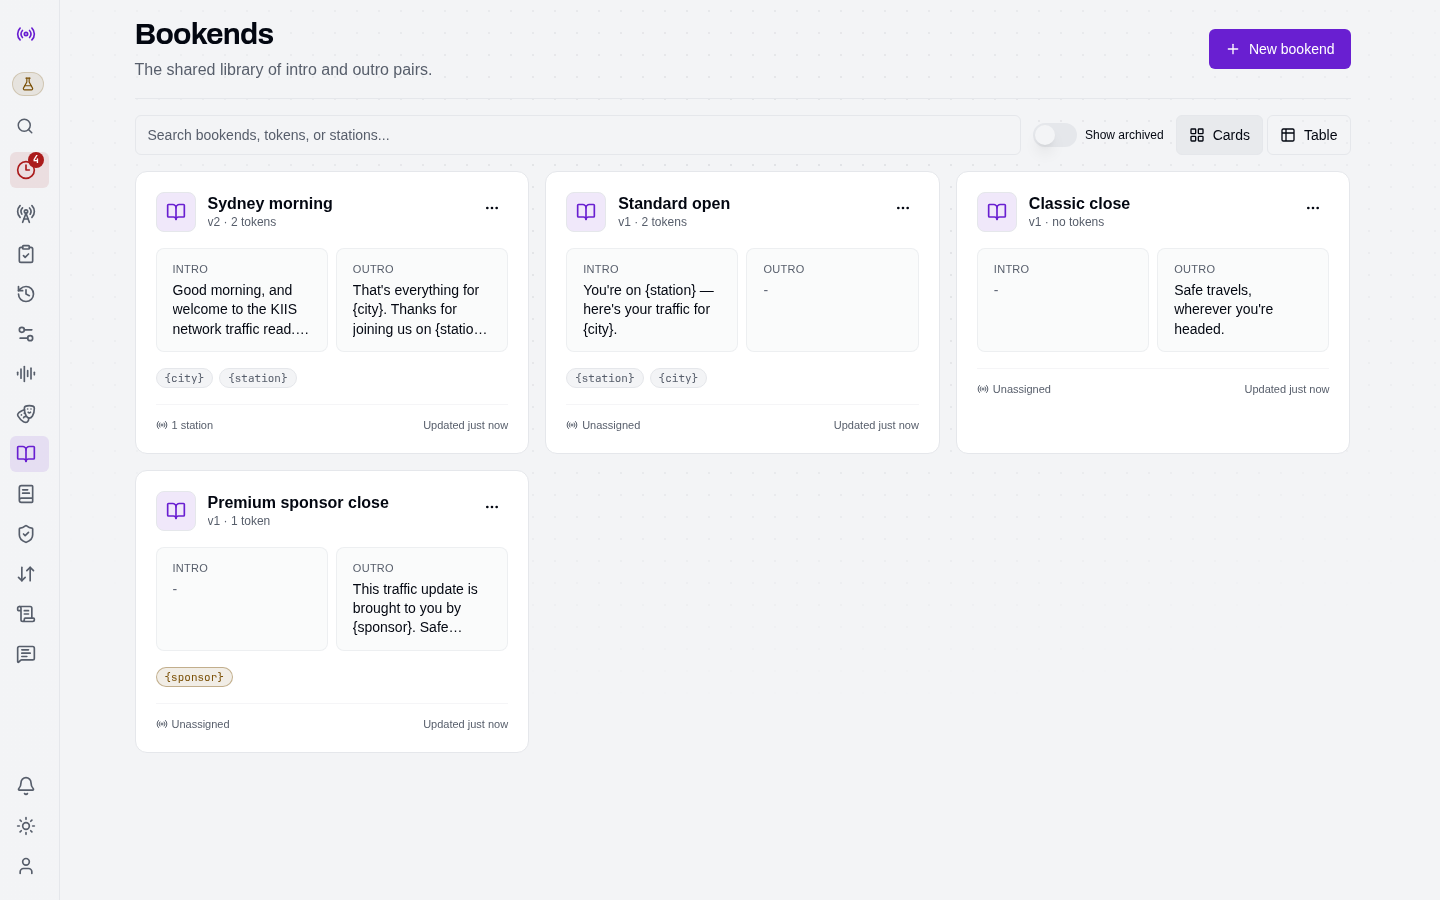 Bookends
The shared library of intro and outro pairs.
New bookend
Search bookends, tokens, or stations...
Show archived
Cards
Table
4
Sydney morning
v2 · 2 tokens
INTRO
Good morning, and
welcome to the KIIS
network traffic read.…
OUTRO
That's everything for
{city}. Thanks for
joining us on {statio…
{city}
{station}
1 station
Updated just now
Standard open
v1 · 2 tokens
INTRO
You're on {station} —
here's your traffic for
{city}.
OUTRO
-
{station}
{city}
Unassigned
Updated just now
Classic close
v1 · no tokens
INTRO
-
OUTRO
Safe travels,
wherever you're
headed.
Unassigned
Updated just now
Premium sponsor close
v1 · 1 token
INTRO
-
OUTRO
This traffic update is
brought to you by
{sponsor}. Safe…
{sponsor}
Unassigned
Updated just now